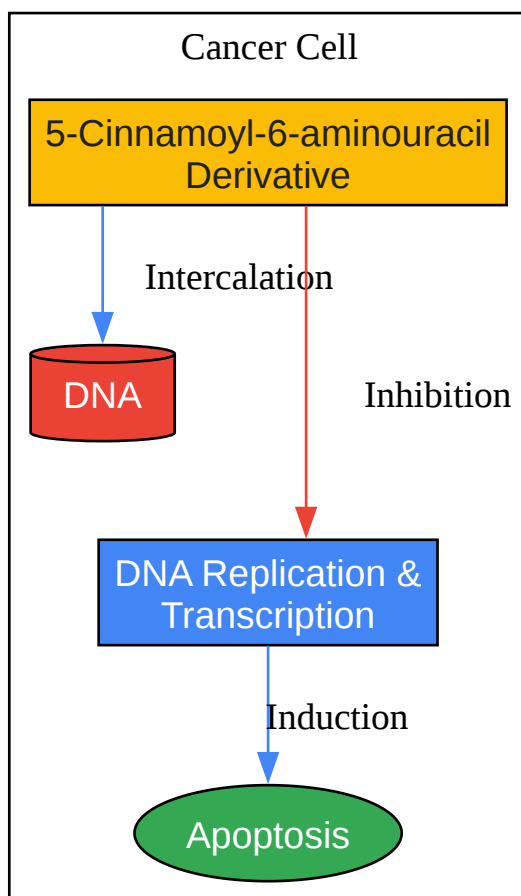 Cancer Cell
5-Cinnamoyl-6-aminouracil
Derivative
Intercalation
DNA
Inhibition
DNA Replication &
Transcription
Induction
Apoptosis